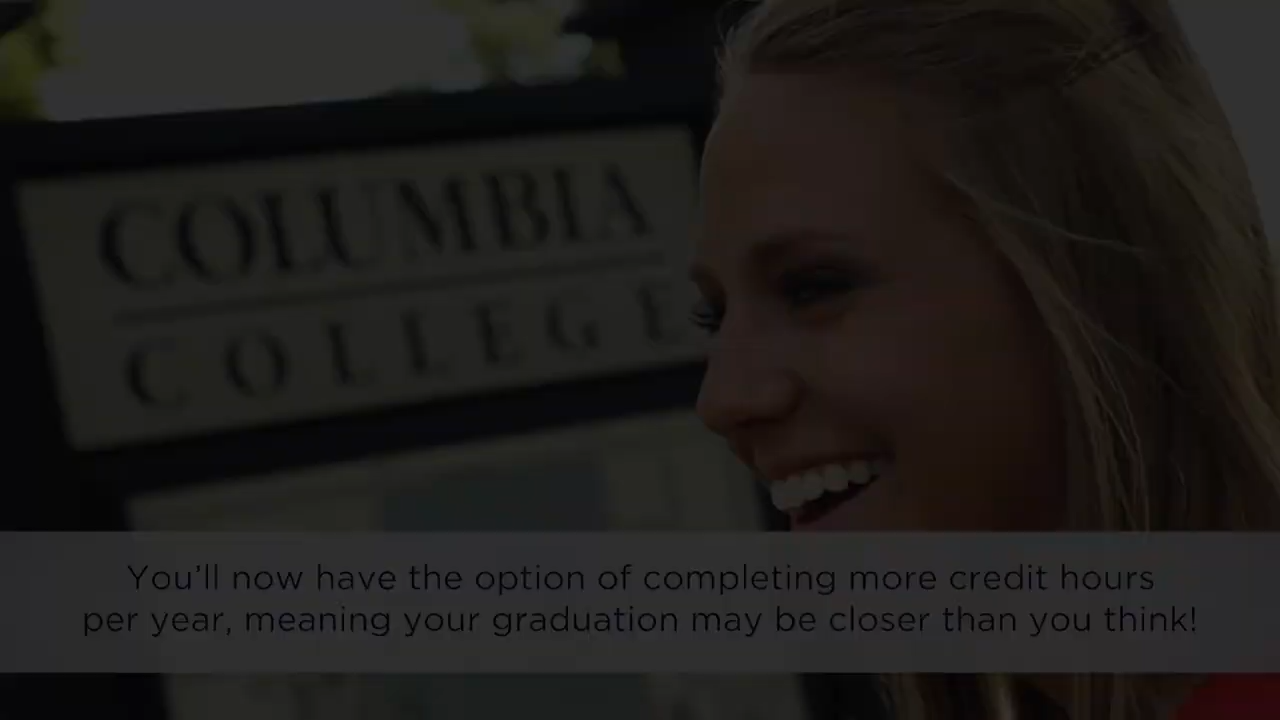 COLUMBIA
COLLEGE
You'll now have the option of completing more credit hours
per year, meaning your graduation may be closer than you think!